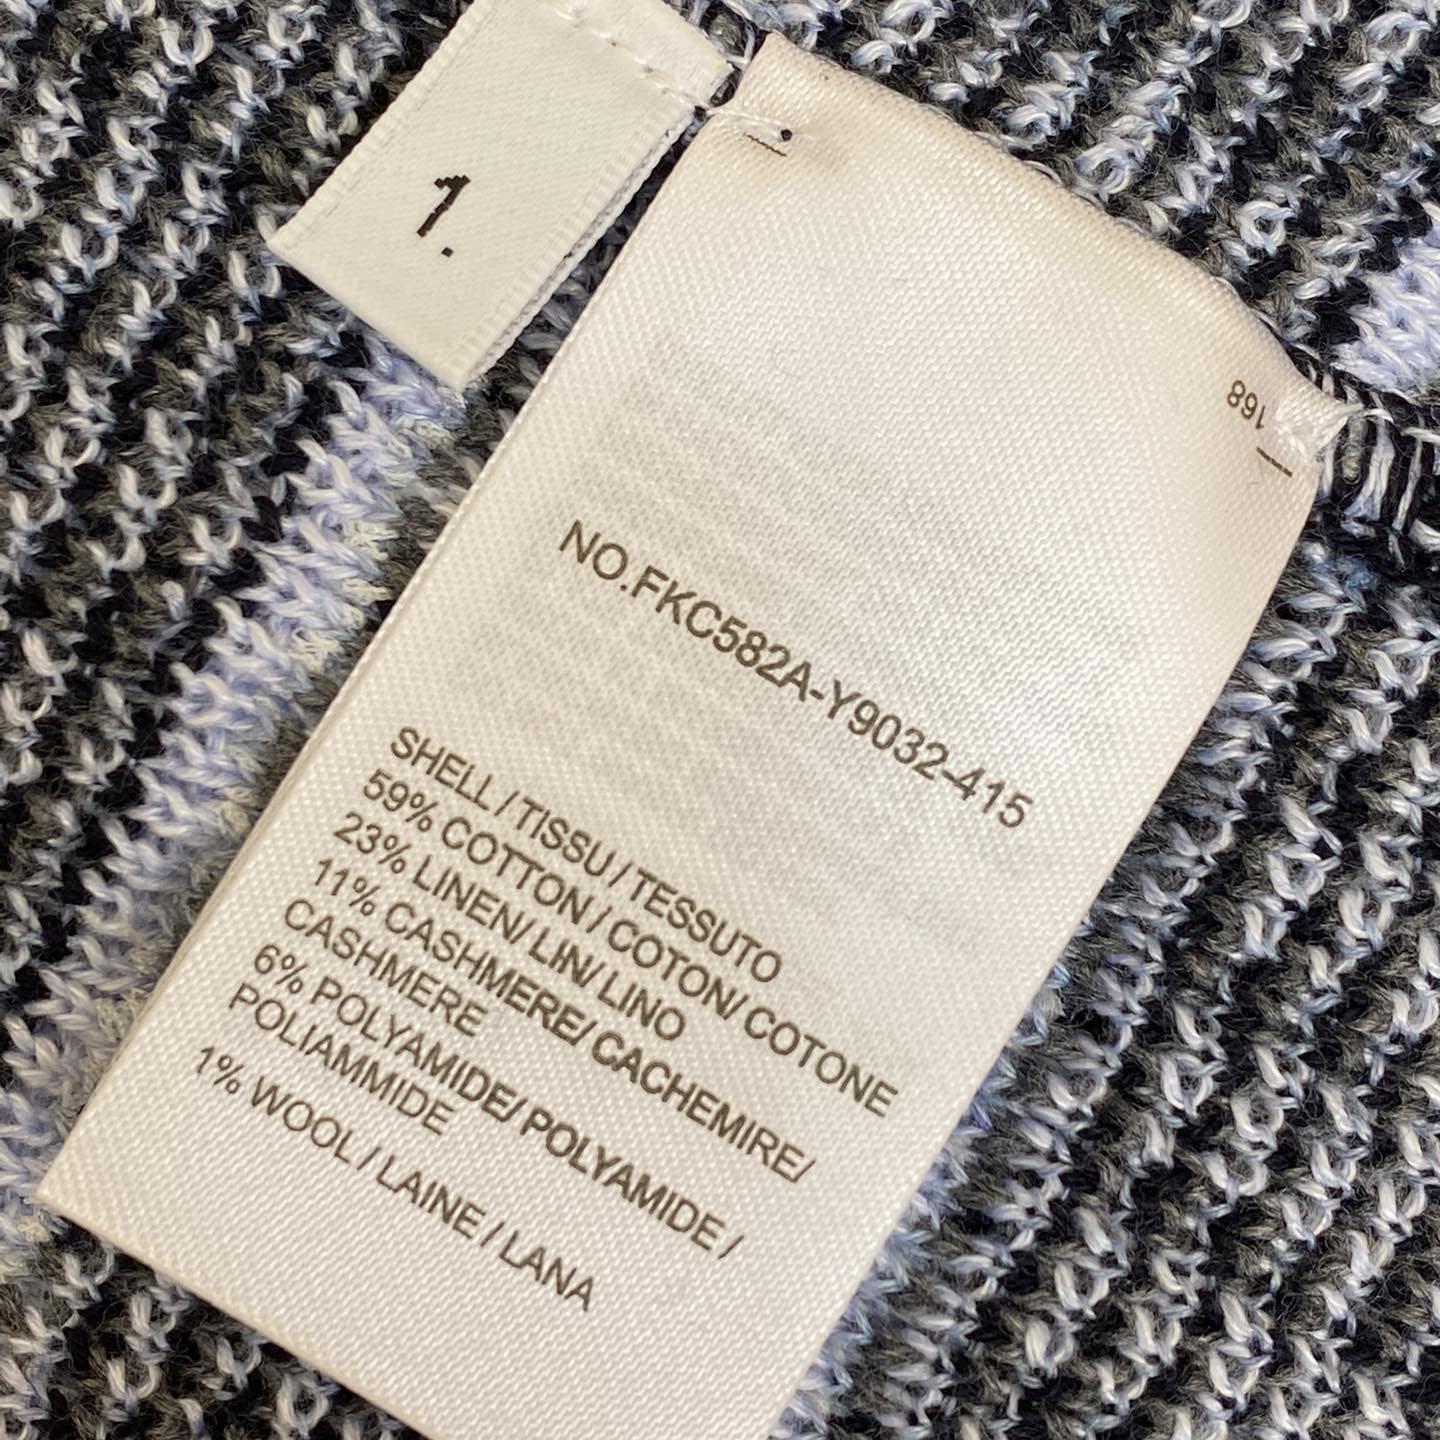 1.
168
NO.FKC582A-Y9032-415
SHELL / TISSU / TESSUTO
59% COTTON / COTON/ COTONE
23% LINEN/ LIN/ LINO
11% CASHMERE/ CACHEMIRE/
CASHMERE
6% POLYAMIDE/ POLYAMIDE /
POLIAMMIDE
1% WOOL / LAINE / LANA